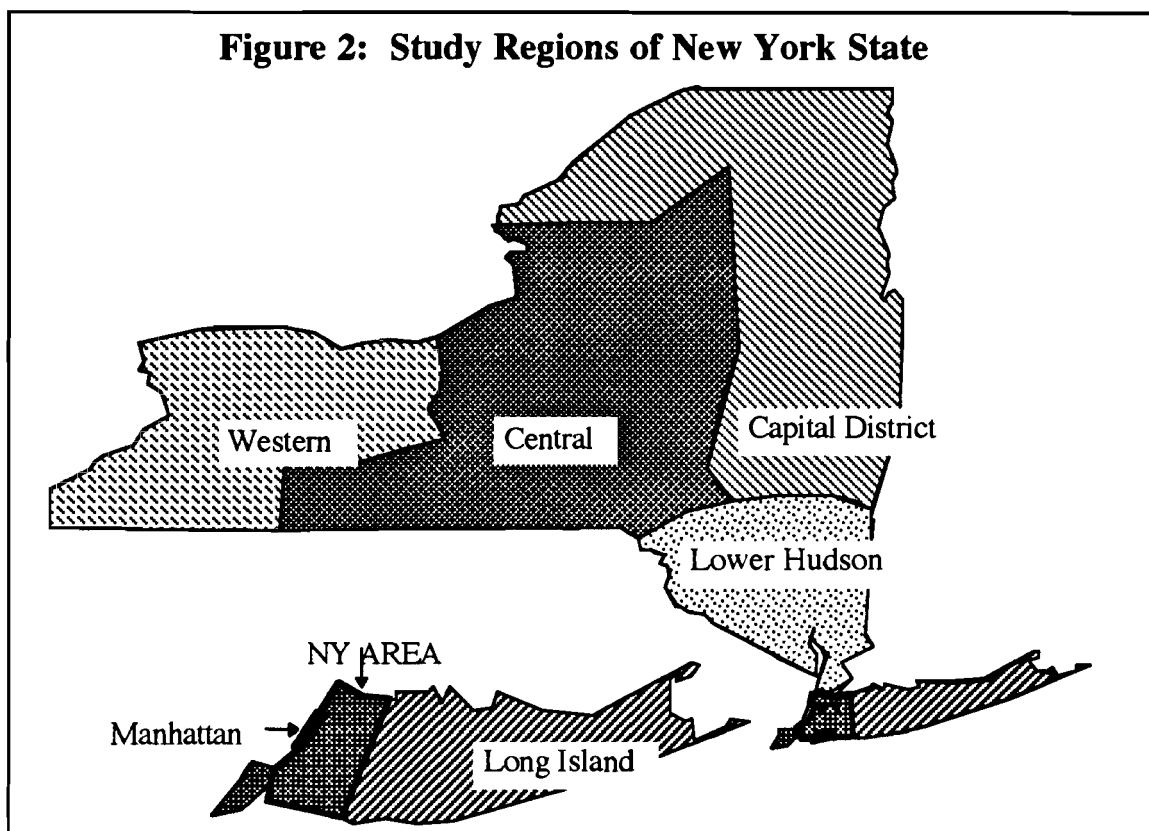 Figure 2: Study Regions of New York State
Western
Central
Capital District
Lower Hudson
NY AREA
Manhattan
Long Island